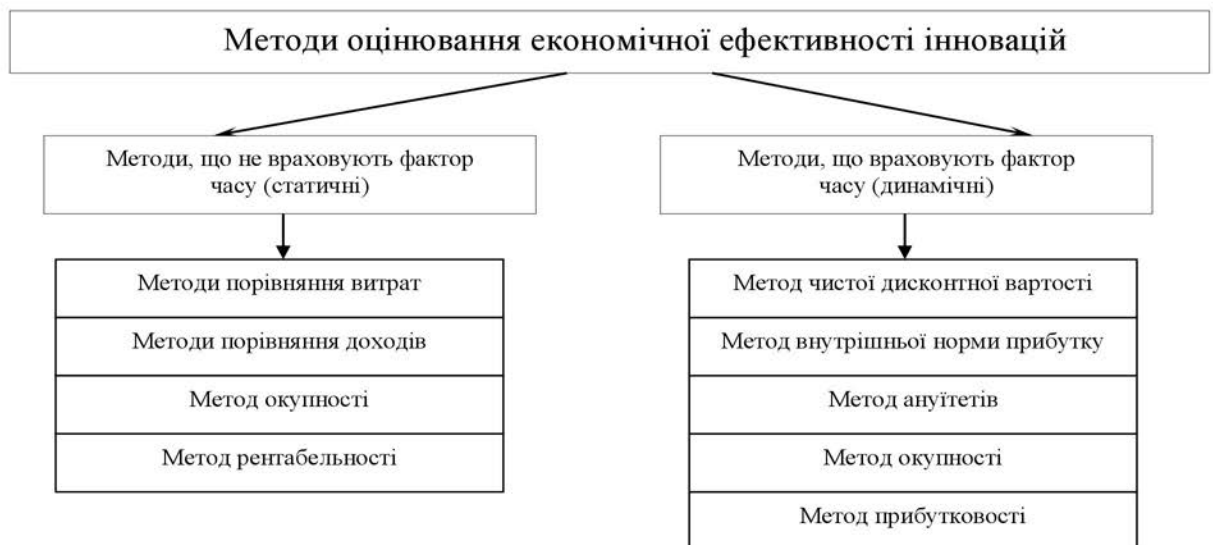 Методи оцінювання економічної ефективності інновацій
Методи, що не враховують фактор
часу (статичні)
Методи порівняння витрат
Методи порівняння доходів
Метод окупності
Метод рентабельності
Методи, що враховують фактор
часу (динамічні)
Метод чистої дисконтної вартості
Метод внутрішньої норми прибутку
Метод ануїтетів
Метод окупності
Метод прибутковості